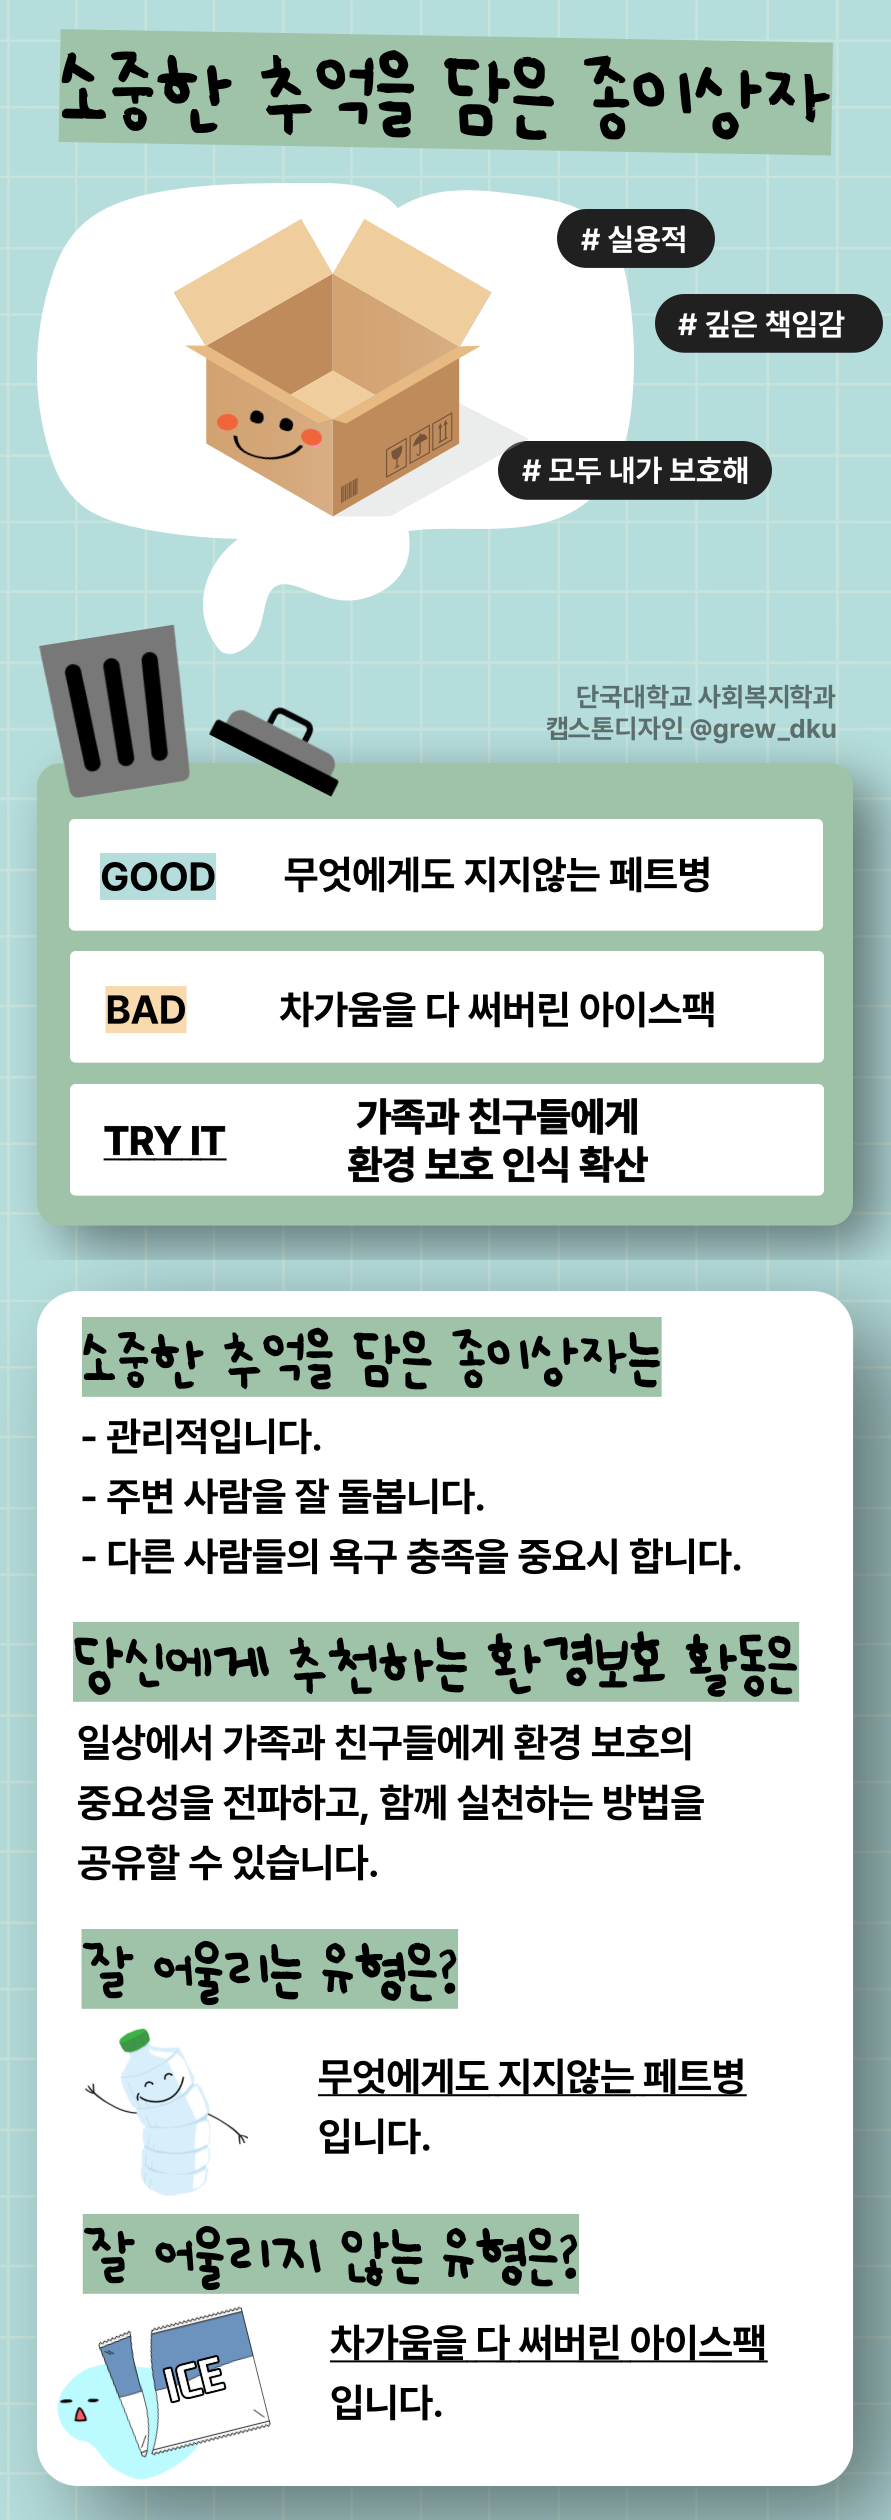 소중한 추억을 담은 종이상자
# 실용적
# 깊은 책임감
# 모두 내가 보호해
단국대학교 사회복지학과
캡스톤디자인 @grew_dku
GOOD 무엇에게도 지지않는 페트병
BAD 차가움을 다 써버린 아이스팩
TRY IT 가족과 친구들에게
환경 보호 인식 확산
소중한 추억을 담은 종이상자는
- 관리적입니다.
- 주변 사람을 잘 돌봅니다.
- 다른 사람들의 욕구 충족을 중요시 합니다.
당신에게 추천하는 환경보호 활동은
일상에서 가족과 친구들에게 환경 보호의
중요성을 전파하고, 함께 실천하는 방법을
공유할 수 있습니다.
잘 어울리는 유형은?
무엇에게도 지지않는 페트병
입니다.
잘 어울리지 않는 유형은?
ICE
차가움을 다 써버린 아이스팩
입니다.